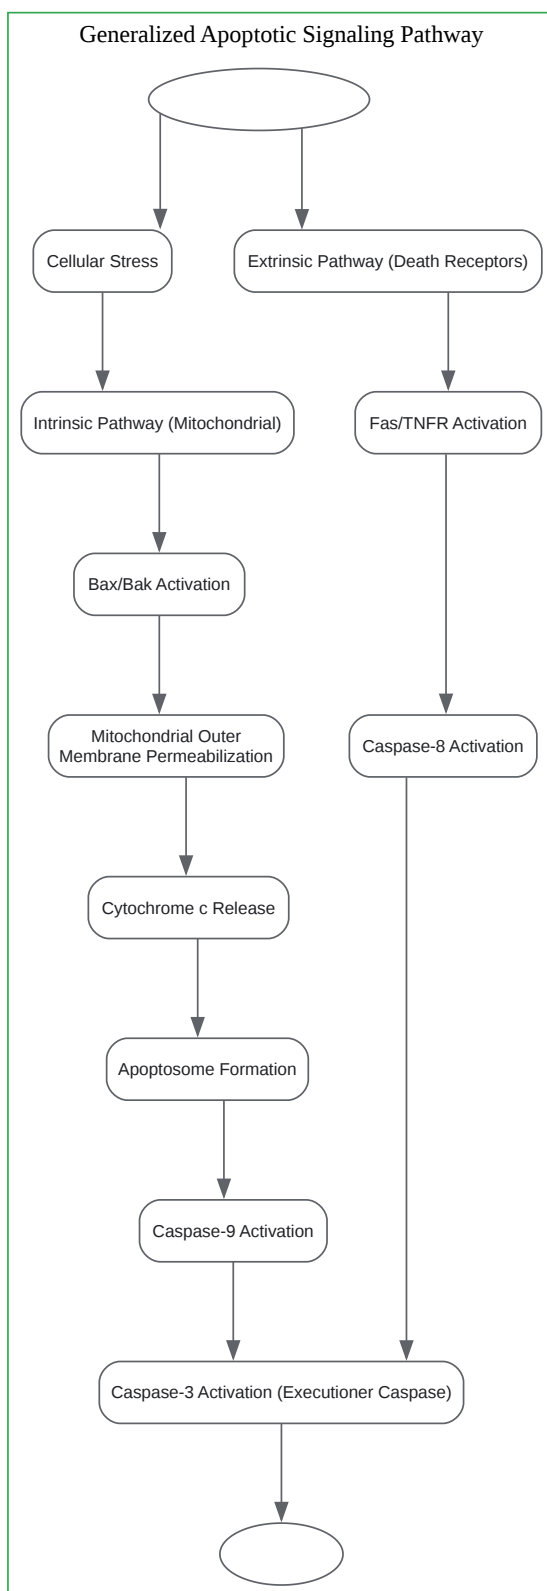 Generalized Apoptotic Signaling Pathway
Cellular Stress
Extrinsic Pathway (Death Receptors)
Intrinsic Pathway (Mitochondrial)
Fas/TNFR Activation
Bax/Bak Activation
Mitochondrial Outer
Membrane Permeabilization
Caspase-8 Activation
Cytochrome c Release
Apoptosome Formation
Caspase-9 Activation
Caspase-3 Activation (Executioner Caspase)